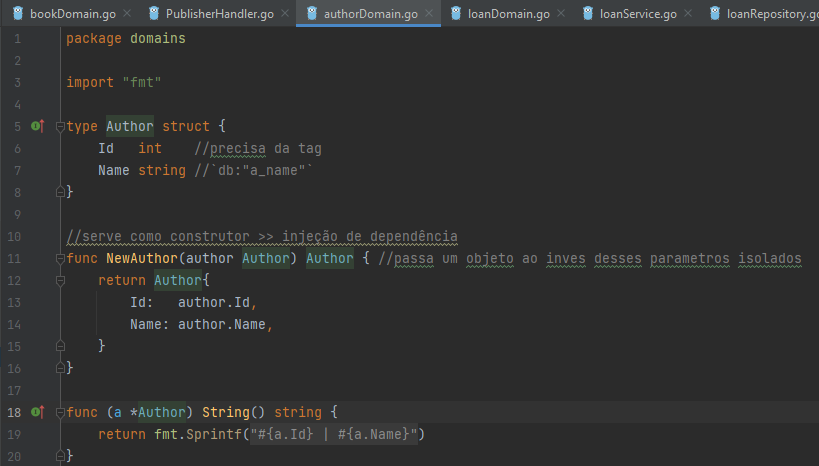 bookDomain.go PublisherHandler.go authorDomain.go loanDomain.go loanService.go loanRepository.go
1 package domains
2
3 import "fmt"
4
5 type Author struct {
6 Id   int    //precisa da tag
7 Name string //`db:"a_name"`
8 }
9
10 //serve como construtor >> injeção de dependência
11 func NewAuthor(author Author) Author { //passa um objeto ao inves desses parametros isolados
12 return Author{
13 Id:   author.Id,
14 Name: author.Name,
15 }
16 }
17
18 func (a *Author) String() string {
19 return fmt.Sprintf("#{a.Id} | #{a.Name}")
20 }